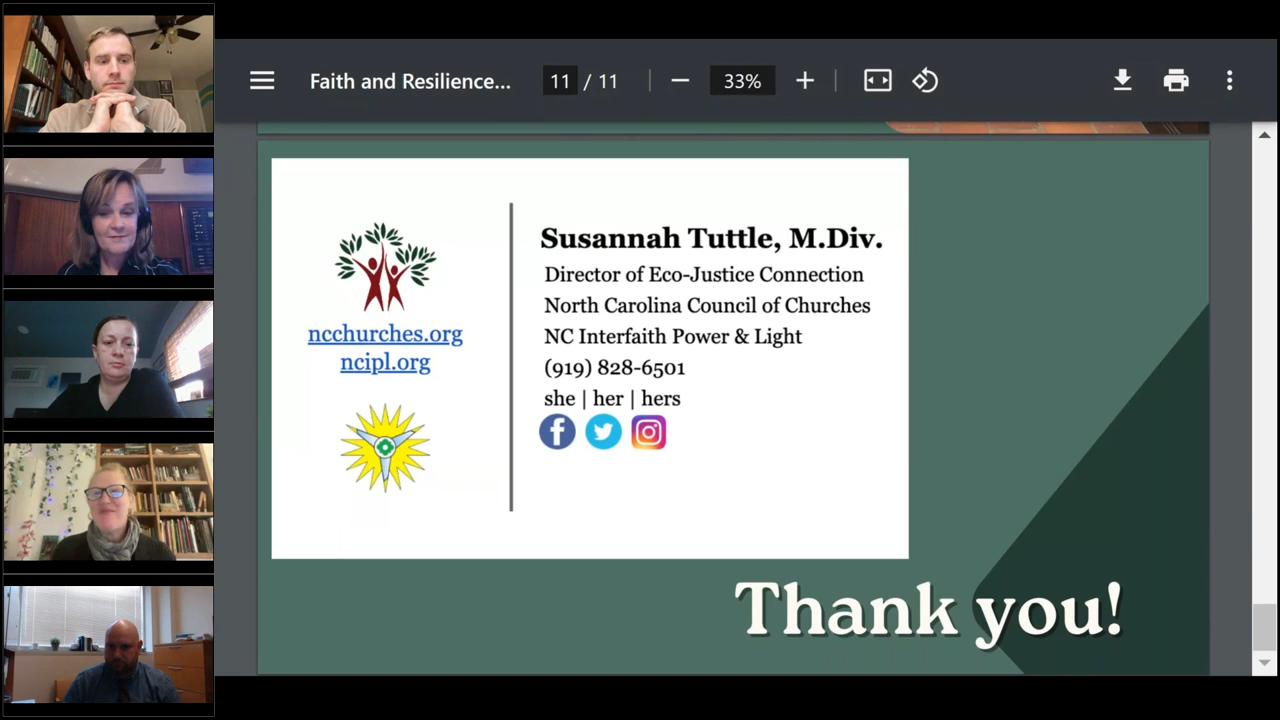 Faith and Resilience... 11 / 11 33%
ncchurches.org
ncipl.org
Susannah Tuttle, M.Div.
Director of Eco-Justice Connection
North Carolina Council of Churches
NC Interfaith Power & Light
(919) 828-6501
she | her | hers
Thank you!